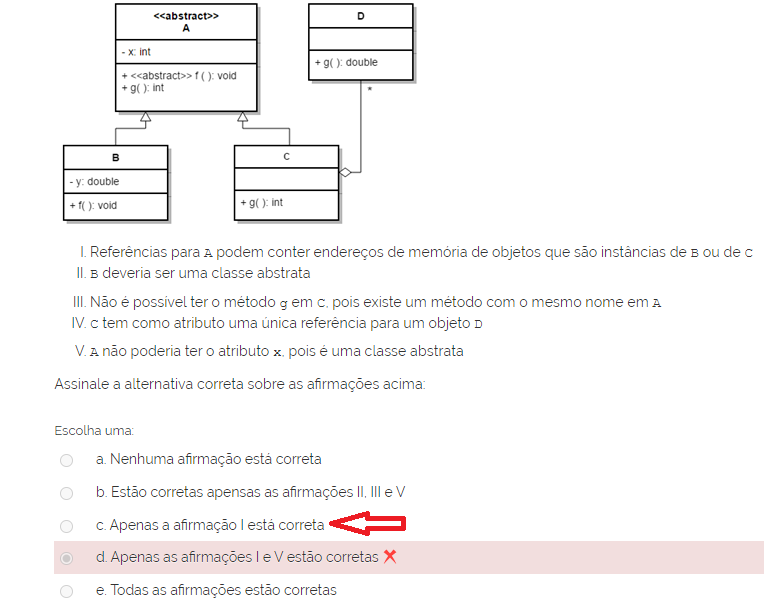 <<abstract>>
A
- x: int
+ <<abstract>> f ( ): void
+ g( ): int
D
+ g( ): double
*
B
- y: double
+ f( ): void
C
+ g( ): int
I. Referências para A podem conter endereços de memória de objetos que são instâncias de B ou de C
II. B deveria ser uma classe abstrata
III. Não é possível ter o método g em C, pois existe um método com o mesmo nome em A
IV. C tem como atributo uma única referência para um objeto D
V. A não poderia ter o atributo x, pois é uma classe abstrata
Assinale a alternativa correta sobre as afirmações acima:
Escolha uma:
a. Nenhuma afirmação está correta
b. Estão corretas apensas as afirmações II, III e V
c. Apenas a afirmação I está correta
d. Apenas as afirmações I e V estão corretas
e. Todas as afirmações estão corretas